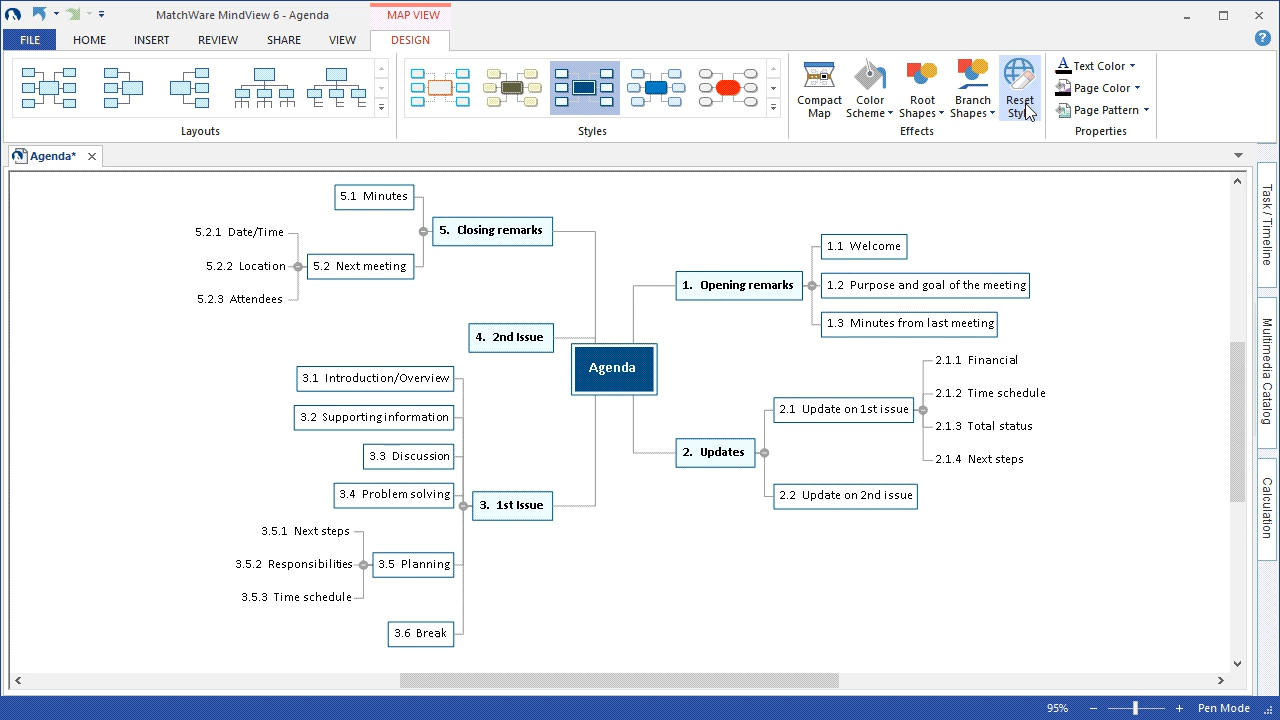 MatchWare MindView 6 - Agenda
MAP VIEW
FILE
HOME
INSERT
REVIEW
SHARE
VIEW
DESIGN
Layouts
Styles
Compact Map
Color Scheme
Root Shapes
Branch Shapes
Reset Style
Effects
Text Color
Page Color
Page Pattern
Properties
Agenda*
5.1 Minutes
5. Closing remarks
5.2.1 Date/Time
5.2.2 Location
5.2 Next meeting
5.2.3 Attendees
4. 2nd Issue
3.1 Introduction/Overview
3.2 Supporting information
3.3 Discussion
3.4 Problem solving
3. 1st Issue
3.5.1 Next steps
3.5.2 Responsibilities
3.5 Planning
3.5.3 Time schedule
3.6 Break
Agenda
1.1 Welcome
1. Opening remarks
1.2 Purpose and goal of the meeting
1.3 Minutes from last meeting
2.1.1 Financial
2.1.2 Time schedule
2.1 Update on 1st issue
2.1.3 Total status
2.1.4 Next steps
2. Updates
2.2 Update on 2nd issue
Task / Timeline
Multimedia Catalog
Calculation
95%
Pen Mode